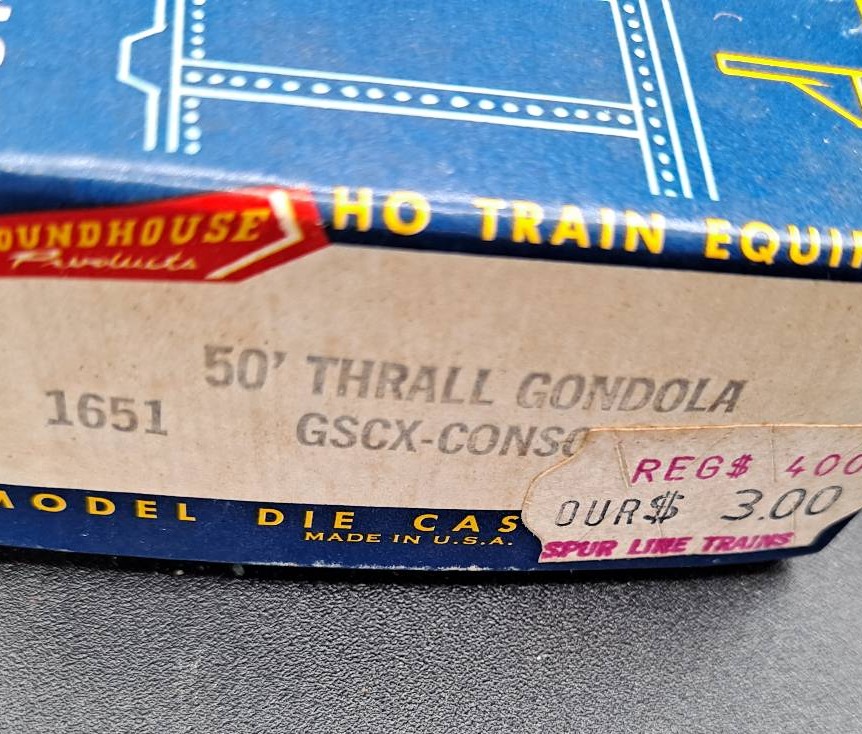 OUNDHOUSE
Products
HO TRAIN EQUI
50' THRALL GONDOLA
1651
GSCX-CONSO
REG$ 400
OUR$ 3.00
SPUR LINE TRAINS
MODEL DIE CAS
MADE IN U.S.A.